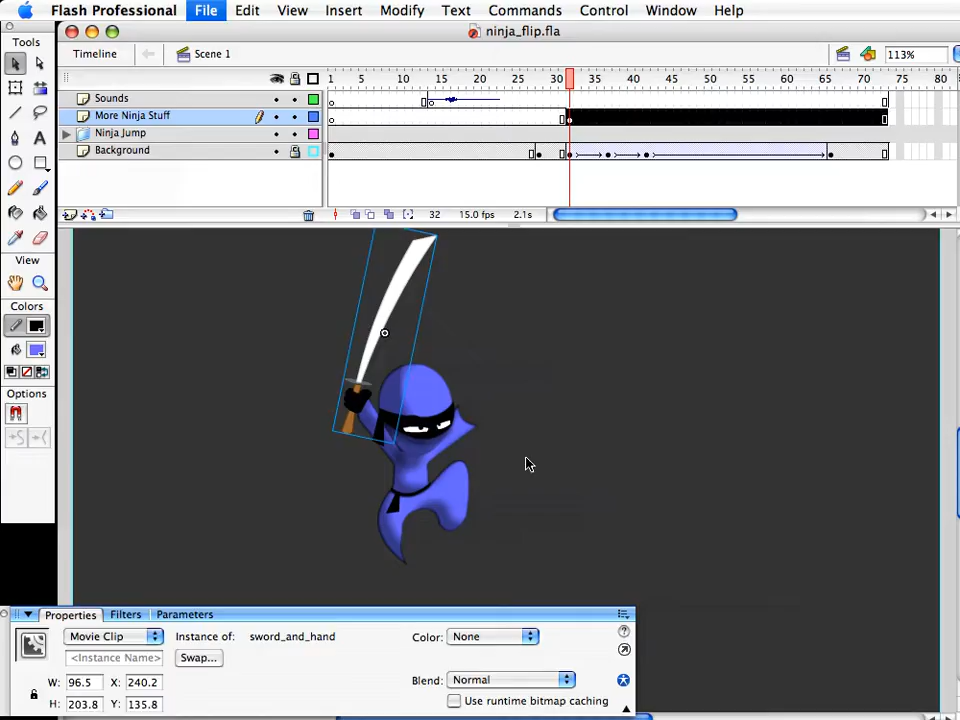 Flash Professional File Edit View Insert Modify Text Commands Control Window Help
ninja_flip.fla
Timeline Scene 1 113%
Tools
1 5 10 15 20 25 35 40 45 50 55 60 65 70 75 80
Sounds
More Ninja Stuff
Ninja Jump
Background
32 15.0 fps 2.1s
A
View
Colors
Options
Properties Filters Parameters
Movie Clip Instance of: sword_and_hand Color: None
<Instance Name> Swap...
W: 96.5 X: 240.2 Blend: Normal
H: 203.8 Y: 135.8 Use runtime bitmap caching